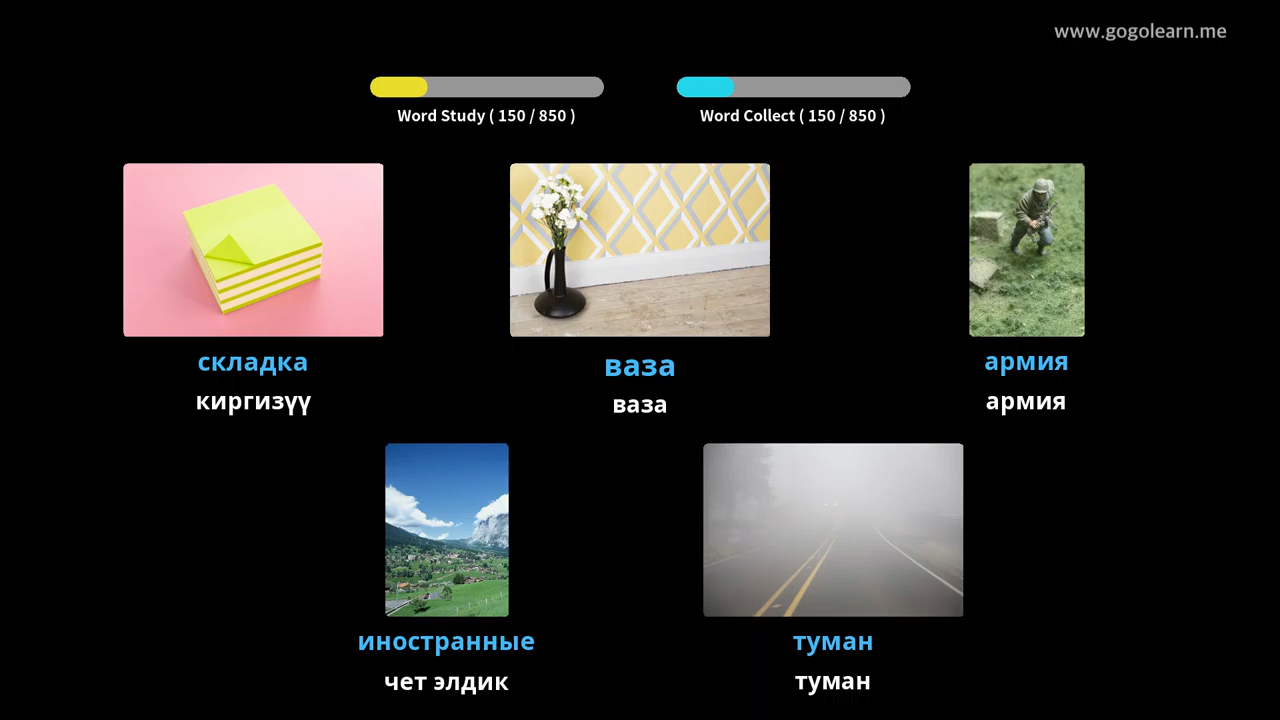 www.gogolearn.me
Word Study ( 150 / 850 )
Word Collect ( 150 / 850 )
складка
киргизүү
ваза
ваза
армия
армия
иностранные
чет элдик
туман
туман